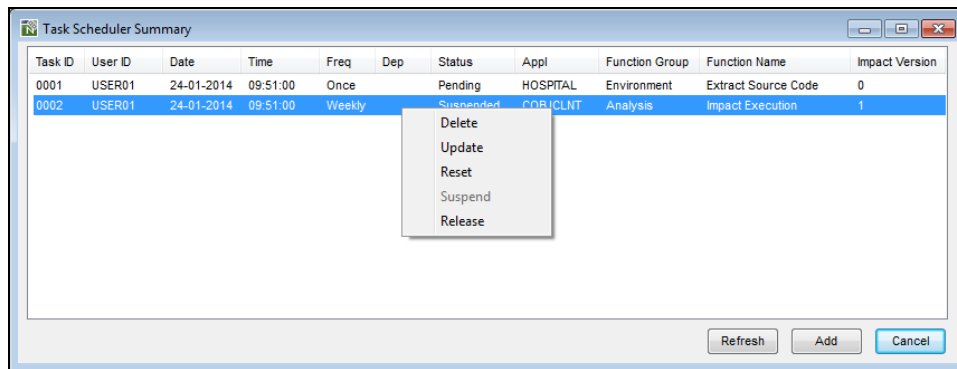 Task Scheduler Summary
Task ID User ID Date Time Freq Dep Status Appl Function Group Function Name Impact Version
0001 USER01 24-01-2014 09:51:00 Once Pending HOSPITAL Environment Extract Source Code 0
0002 USER01 24-01-2014 09:51:00 Weekly Suspended COBJCLNT Analysis Impact Execution 1
Delete
Update
Reset
Suspend
Release
Refresh Add Cancel